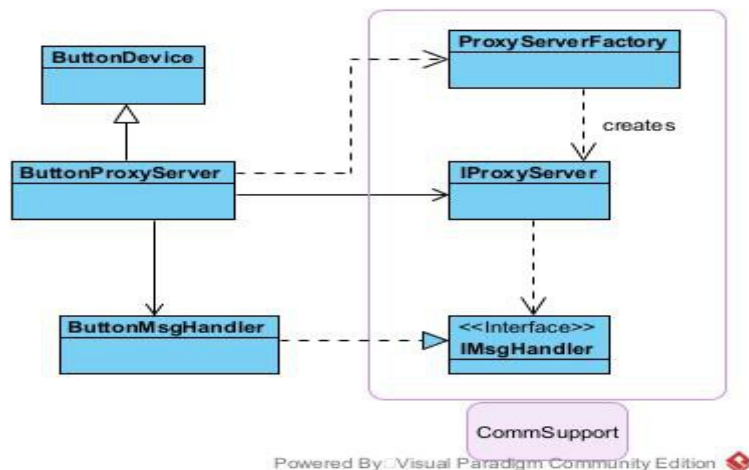 ProxyServerFactory
ButtonDevice
creates
ButtonProxyServer
IProxyServer
ButtonMsgHandler
<<Interface>>
IMsgHandler
CommSupport
Powered By Visual Paradigm Community Edition